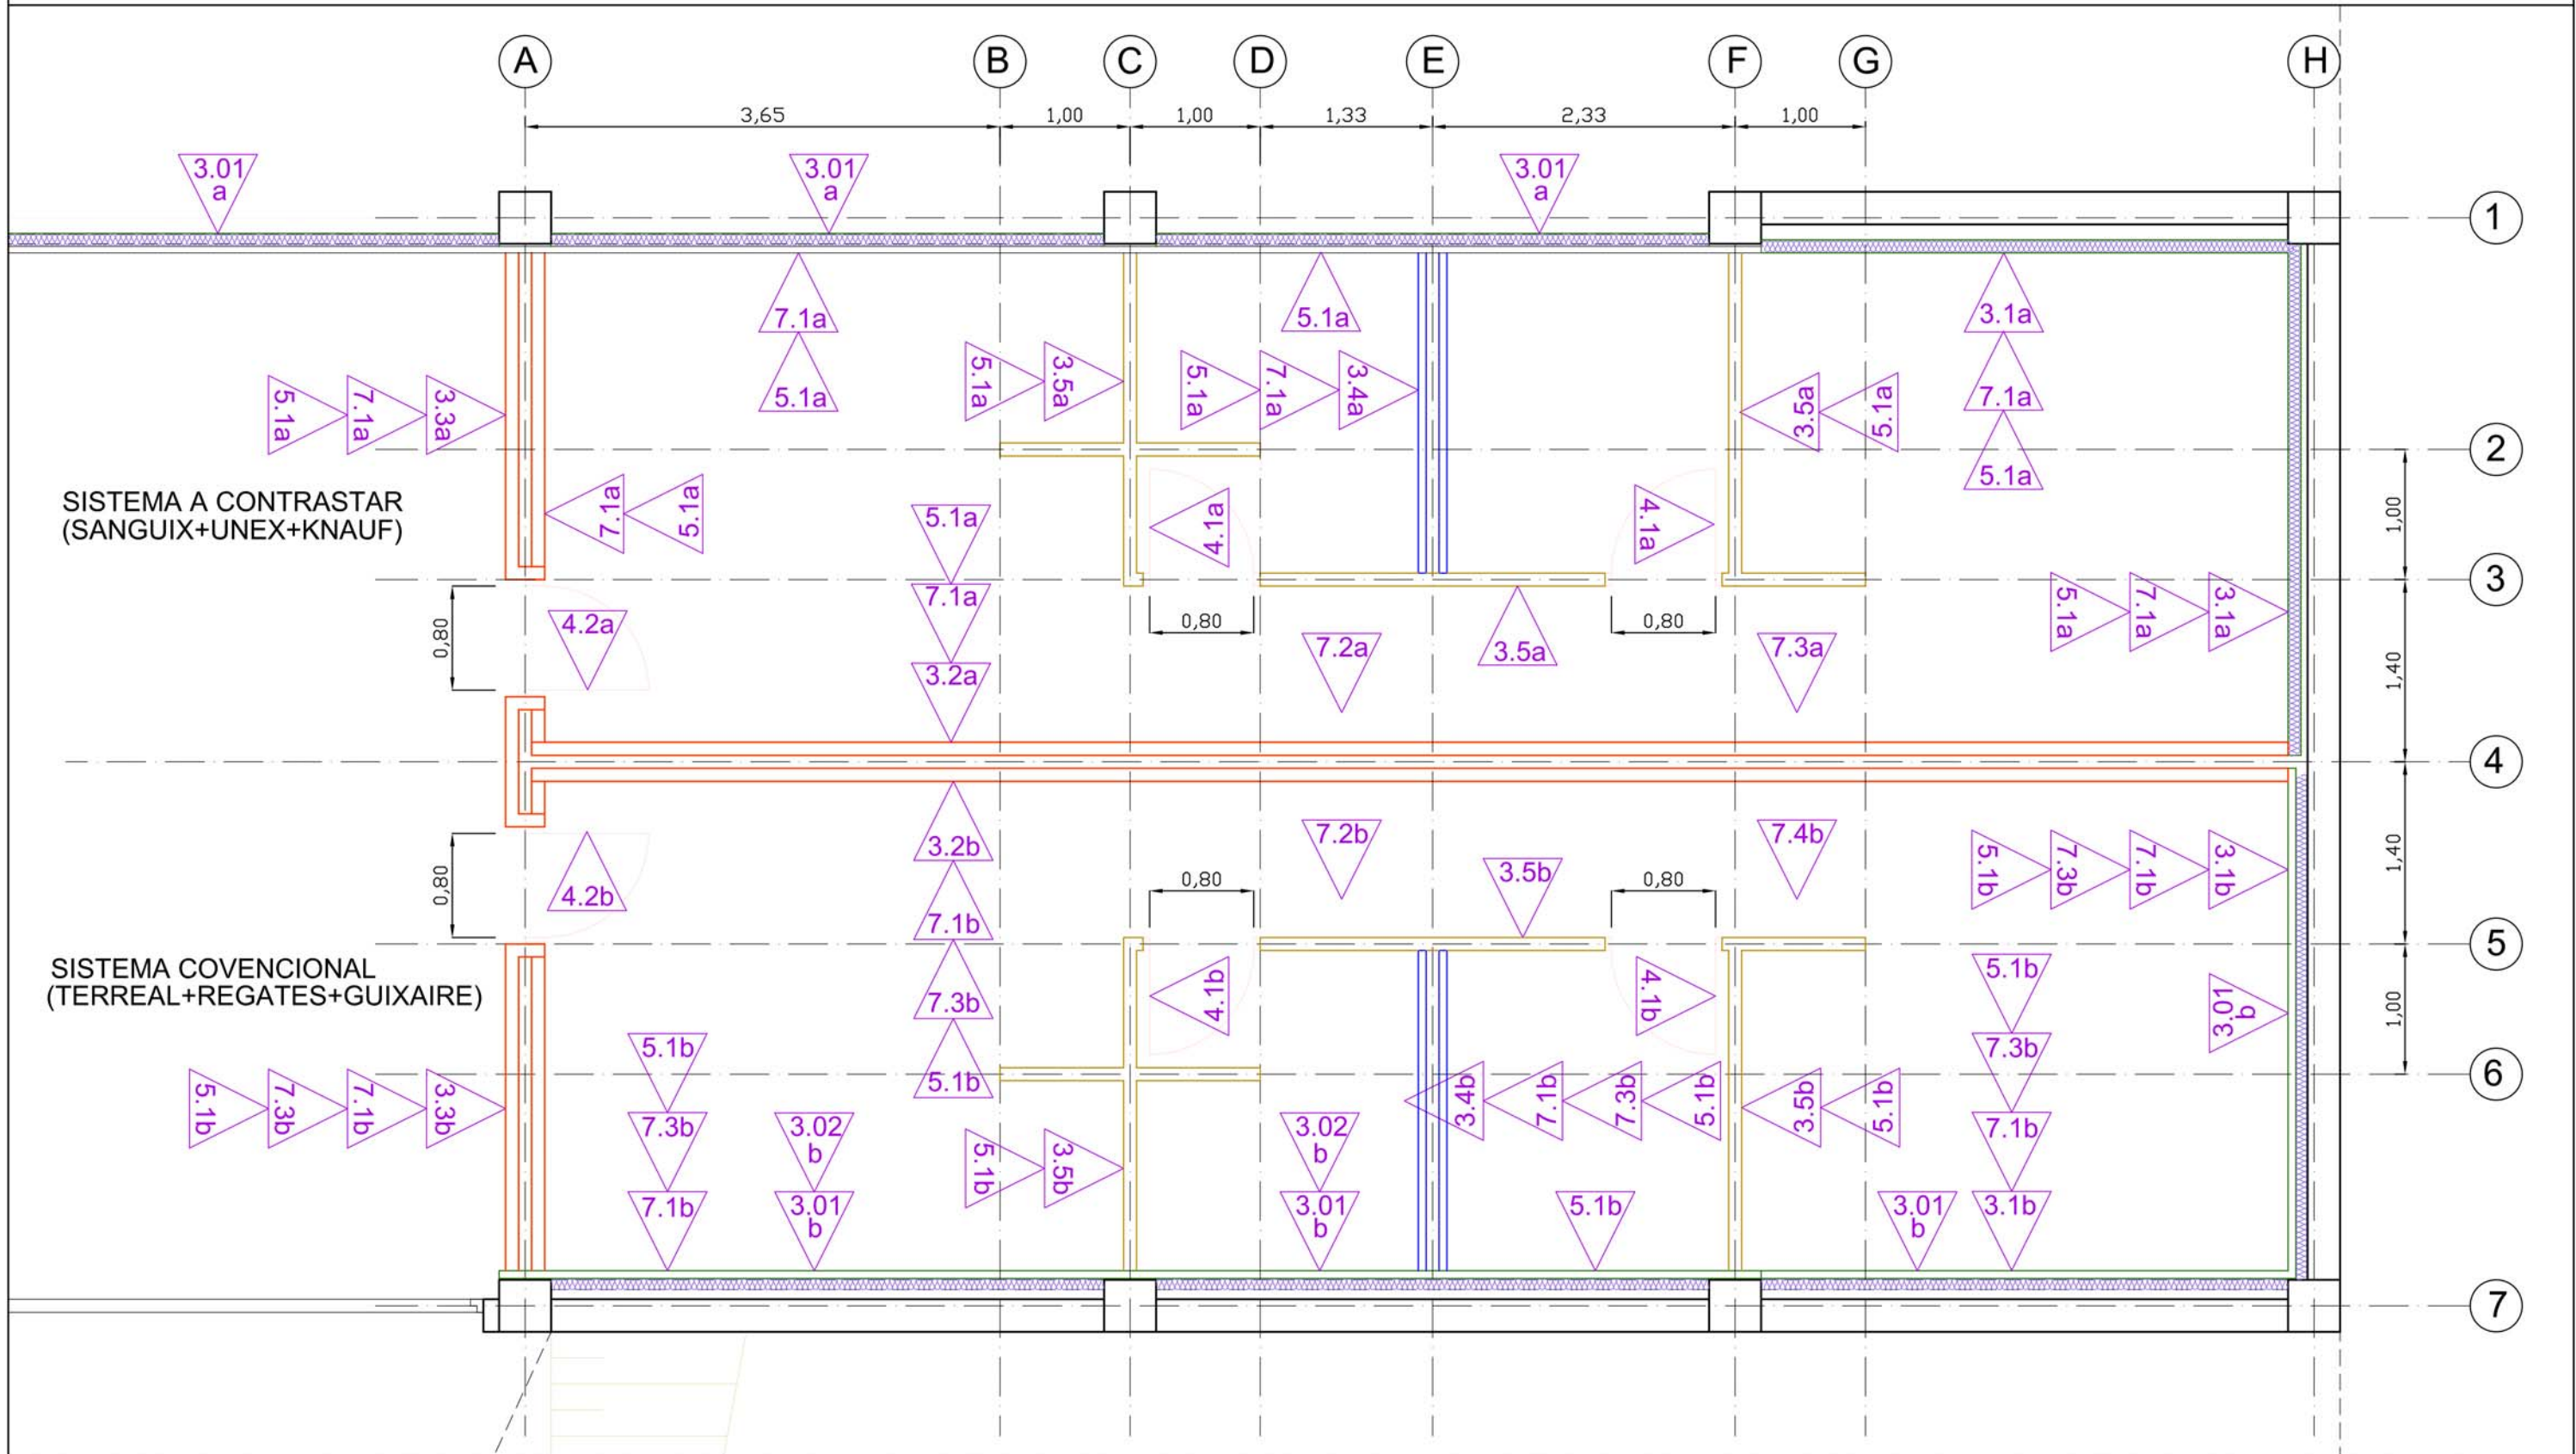 A
B
C
D
E
F
G
H
3,65
1,00
1,00
1,33
2,33
1,00
3.01
a
3.01
a
3.01
a
1
7.1a
5.1a
5.1a
3.5a
5.1a
5.1a
7.1a
3.4a
3.5a
5.1a
3.1a
7.1a
5.1a
5.1a
7.1a
3.3a
2
SISTEMA A CONTRASTAR
(SANGUIX+UNEX+KNAUF)
7.1a
5.1a
5.1a
7.1a
3.2a
4.1a
4.1a
1,00
3
0,80
4.2a
0,80
7.2a
3.5a
0,80
7.3a
5.1a
7.1a
3.1a
1,40
4
0,80
4.2b
3.2b
7.1b
7.3b
5.1b
0,80
7.2b
3.5b
0,80
7.4b
5.1b
7.3b
7.1b
3.1b
1,40
5
SISTEMA COVENCIONAL
(TERREAL+REGATES+GUIXAIRE)
4.1b
4.1b
5.1b
7.3b
7.1b
3.1b
3.01
b
1,00
6
5.1b
7.3b
7.1b
3.3b
5.1b
7.3b
7.1b
3.02
b
3.01
b
5.1b
3.5b
3.02
b
3.01
b
3.4b
7.1b
7.3b
5.1b
5.1b
3.5b
5.1b
3.01
b
7